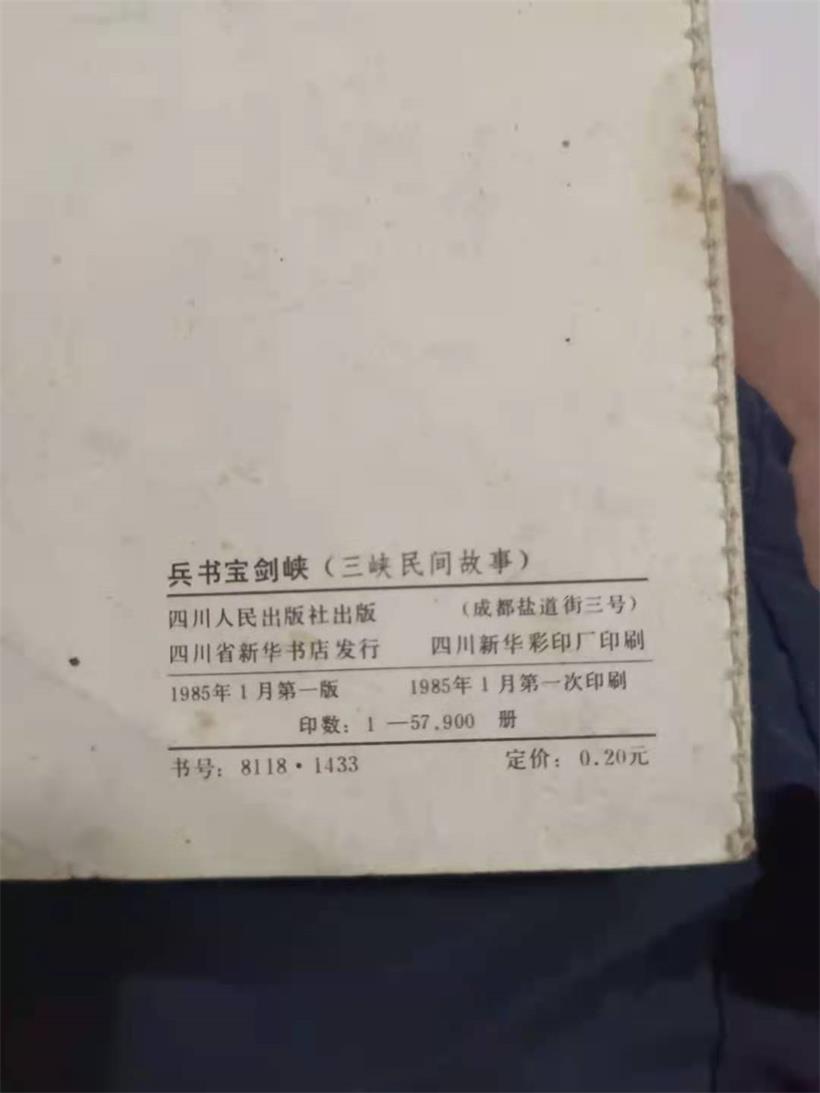 兵书宝剑峡（三峡民间故事）
四川人民出版社出版　（成都盐道街三号）
四川省新华书店发行　四川新华彩印厂印刷
1985年1月第一版　1985年1月第一次印刷
印数：1—57,900 册
书号：8118·1433　定价：0.20元